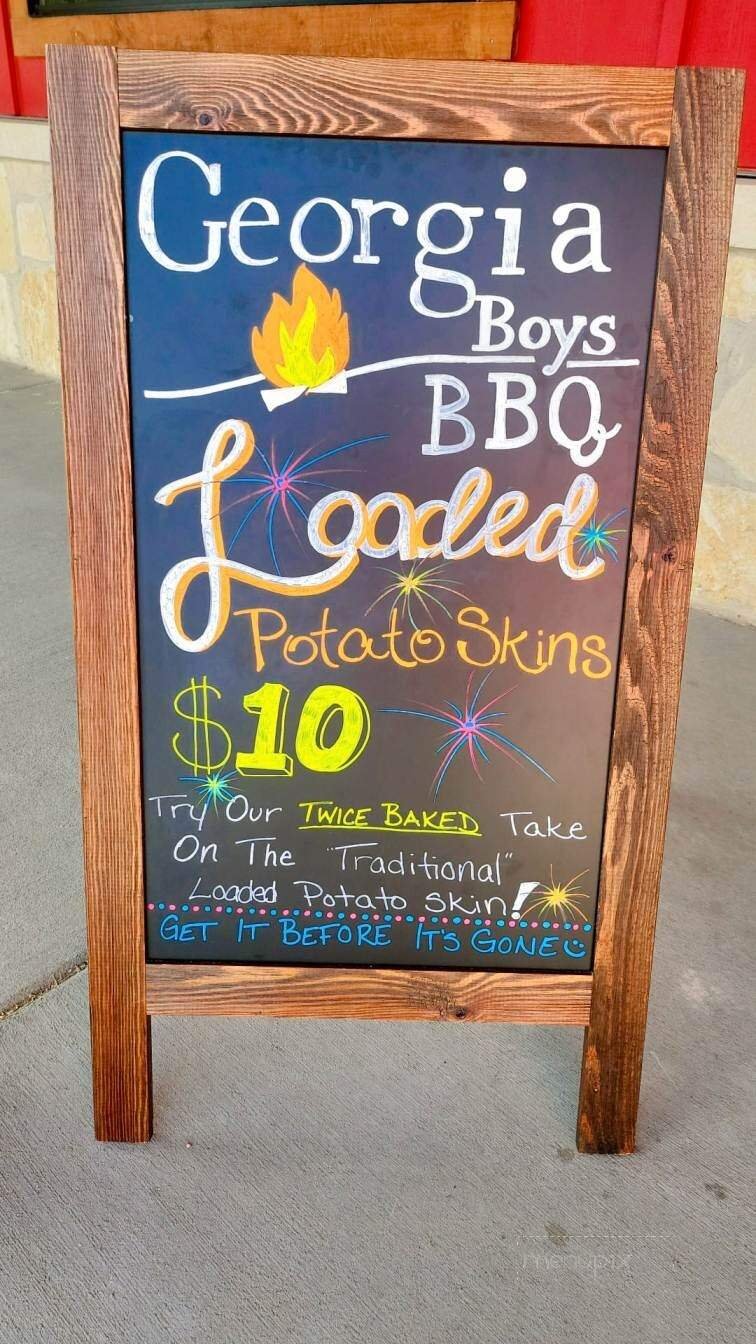 Georgia
Boys
BBQ
Loaded
Potato Skins
$10
Try Our TWICE BAKED Take
On The "Traditional"
Loaded Potato Skin!
GET IT BEFORE IT'S GONE
menupix